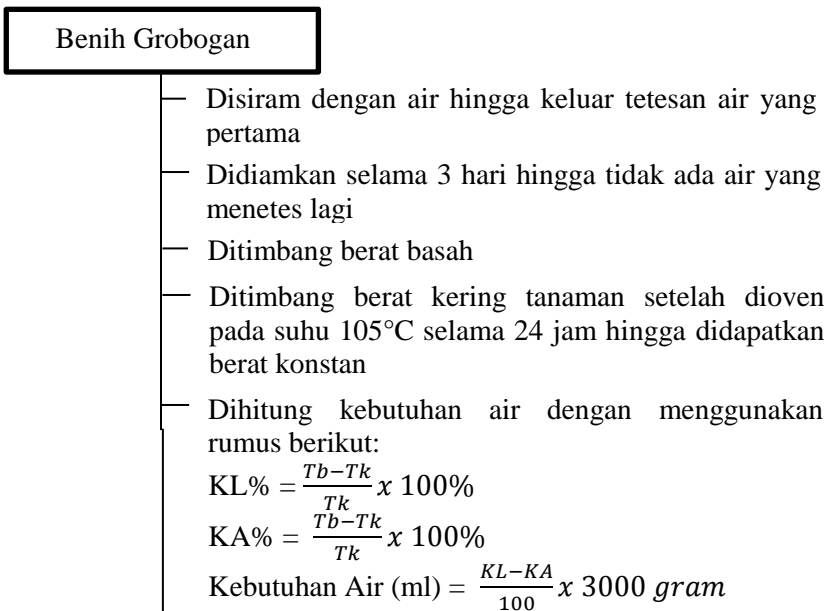 Benih Grobogan
Disiram dengan air hingga keluar tetesan air yang
pertama
Didiamkan selama 3 hari hingga tidak ada air yang
menetes lagi
Ditimbang berat basah
Ditimbang berat kering tanaman setelah dioven
pada suhu 105°C selama 24 jam hingga didapatkan
berat konstan
Dihitung kebutuhan air dengan menggunakan
rumus berikut:
KL% = \frac{Tb−Tk}{Tk} x 100%
KA% = \frac{Tb−Tk}{Tk} x 100%
Kebutuhan Air (ml) = \frac{KL−KA}{100} x 3000 gram